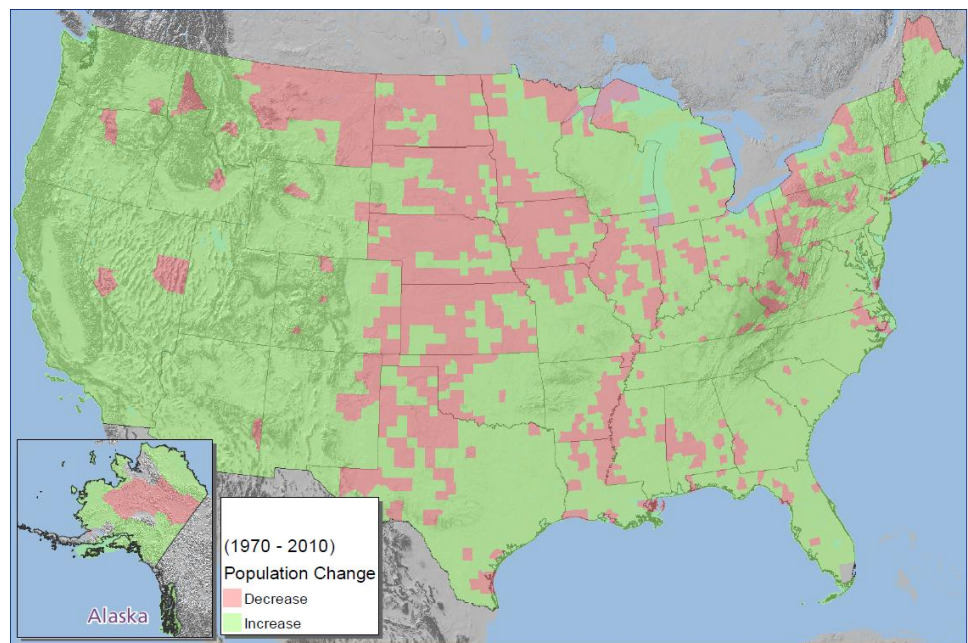 Alaska
(1970 - 2010)
Population Change
Decrease
Increase